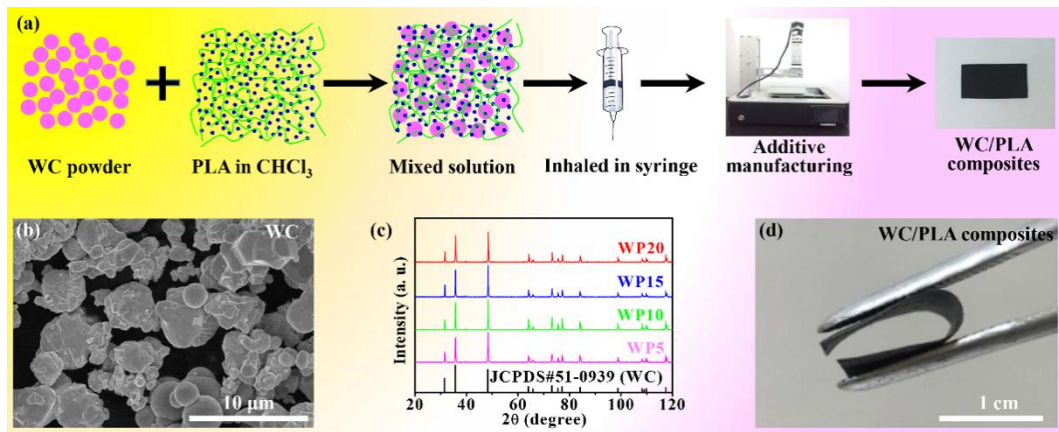 (a)
WC powder
PLA in CHCl₃
Mixed solution
Inhaled in syringe
Additive
manufacturing
WC/PLA
composites
(b)
WC
10 μm
(c)
Intensity (a. u.)
WP20
WP15
WP10
WP5
JCPDS#51-0939 (WC)
20 40 60 80 100 120
2θ (degree)
(d)
WC/PLA composites
1 cm